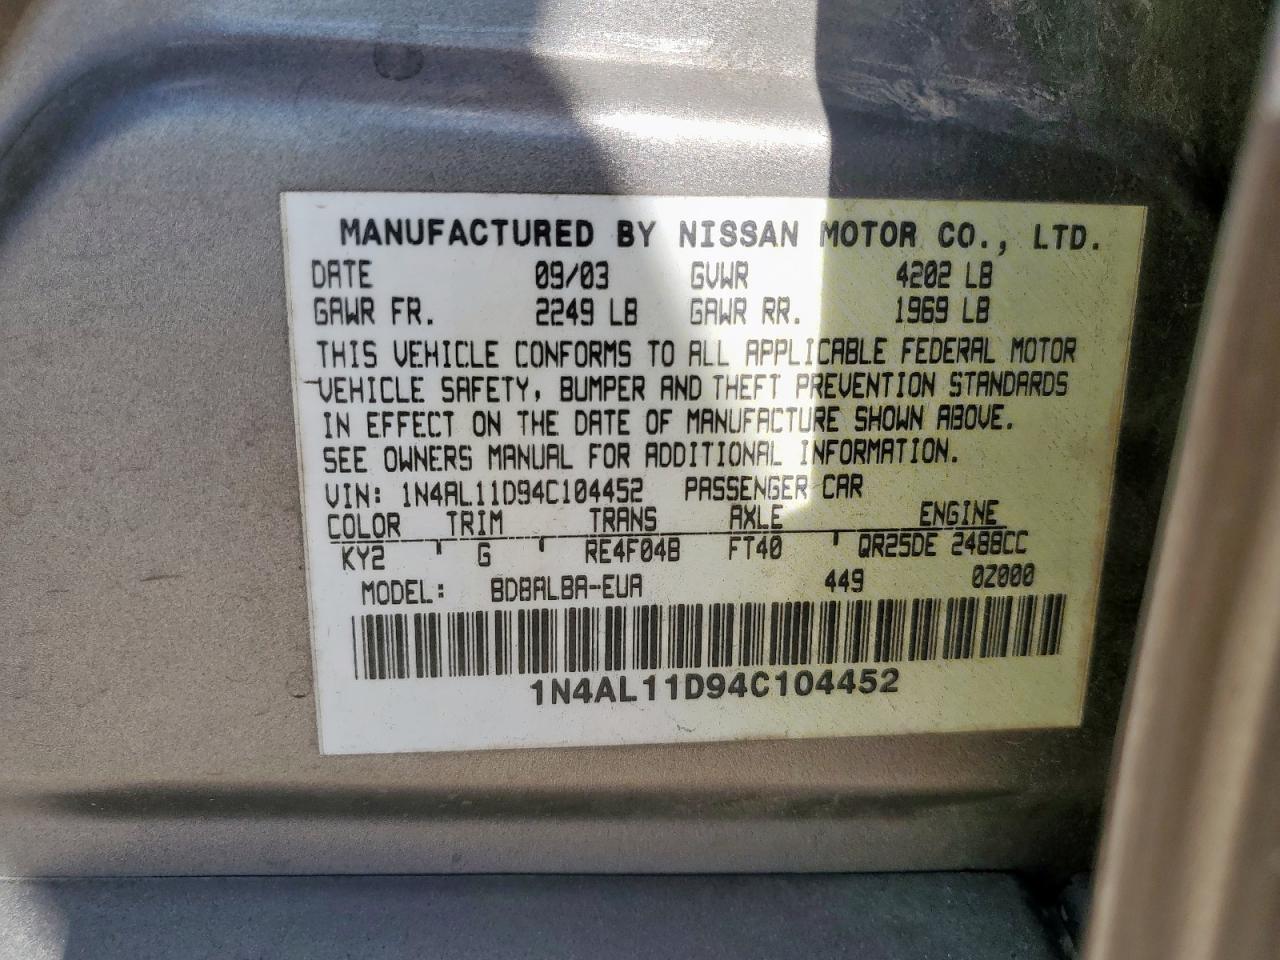 MANUFACTURED BY NISSAN MOTOR CO., LTD.
DATE 09/03 GVWR 4202 LB
GAWR FR. 2249 LB GAWR RR. 1969 LB
THIS VEHICLE CONFORMS TO ALL APPLICABLE FEDERAL MOTOR
VEHICLE SAFETY, BUMPER AND THEFT PREVENTION STANDARDS
IN EFFECT ON THE DATE OF MANUFACTURE SHOWN ABOVE.
SEE OWNERS MANUAL FOR ADDITIONAL INFORMATION.
VIN: 1N4AL11D94C104452 PASSENGER CAR
COLOR TRIM TRANS AXLE ENGINE
KY2 ' G ' RE4F04B FT40 ' QR25DE 2488CC
MODEL: BDBALBA-EUA 449 0Z000
1N4AL11D94C104452